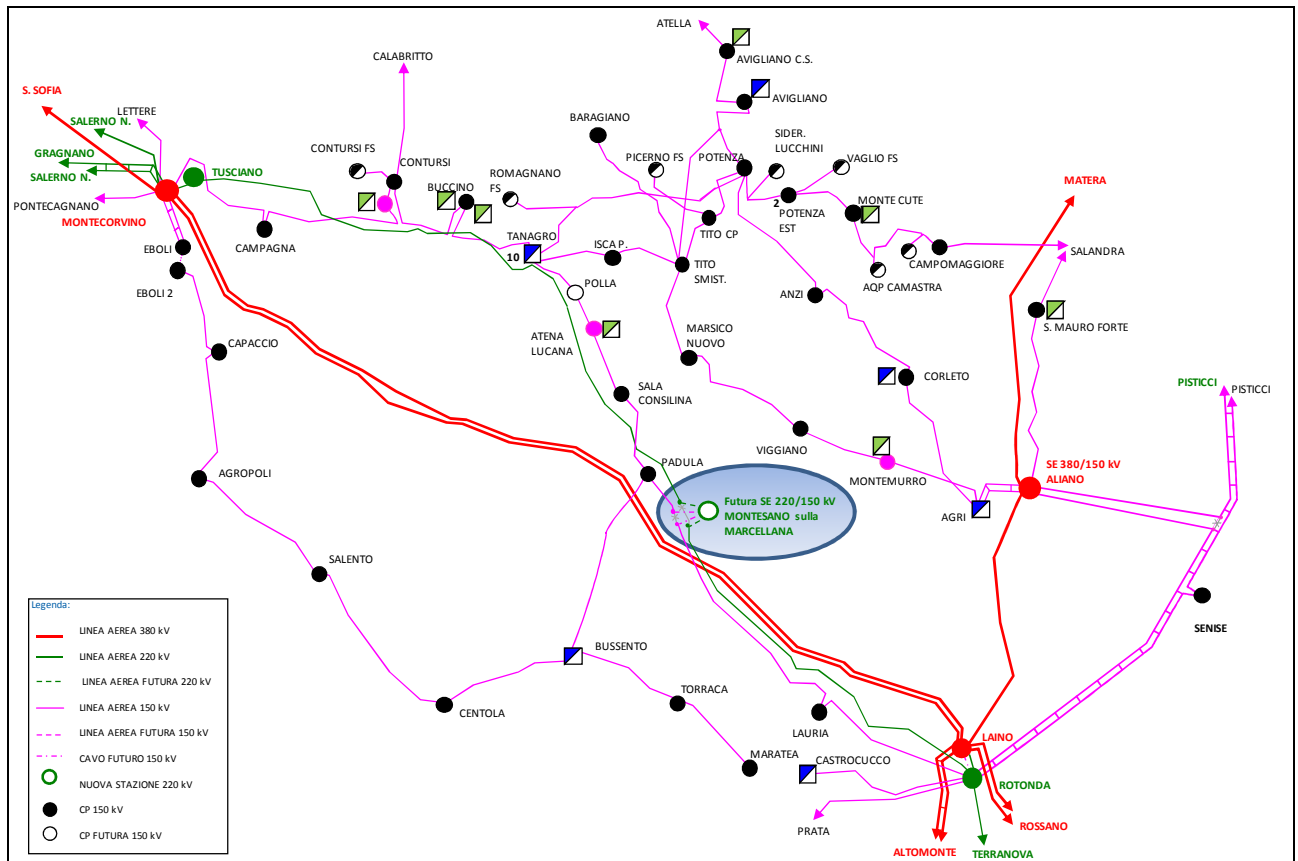 ATELLA
AVIGLIANO C.S.
CALABRITTO
S. SOFIA
LETTERE
SALERNO N.
GRAGNANO
SALERNO N.
TUSCIANO
PONTECAGNANO
MONTECORVINO
AVIGLIANO
BARAGIANO
SIDER.
LUCCHINI
CONTURSI FS
CONTURSI
PICERNO FS
POTENZA
VAGLIO FS
BUCCINO
ROMAGNANO
FS
MATERA
2
POTENZA
EST
MONTE CUTE
EBOLI
CAMPAGNA
TANAGRO
10
ISCA P.
TITO CP
TITO
SMIST.
CAMPOMAGGIORE
SALANDRA
AQP CAMASTRA
EBOLI 2
POLLA
ANZI
S. MAURO FORTE
ATENA
LUCANA
MARSICO
NUOVO
CAPACCIO
CORLETO
SALA
CONSILINA
PISTICCI
PISTICCI
VIGGIANO
PADULA
MONTEMURRO
SE 380/150 kV
ALIANO
AGROPOLI
Futura SE 220/150 kV
MONTESANO sulla
MARCELLANA
AGRI
SALENTO
SENISE
BUSSENTO
CENTOLA
TORRACA
LAURIA
MARATEA
CASTROCUCCO
LAINO
ROTONDA
PRATA
ROSSANO
ALTOMONTE
TERRANOVA
Legenda:
LINEA AEREA 380 kV
LINEA AEREA 220 kV
LINEA AEREA FUTURA 220 kV
LINEA AEREA 150 kV
LINEA AEREA FUTURA 150 kV
CAVO FUTURO 150 kV
NUOVA STAZIONE 220 kV
CP 150 kV
CP FUTURA 150 kV